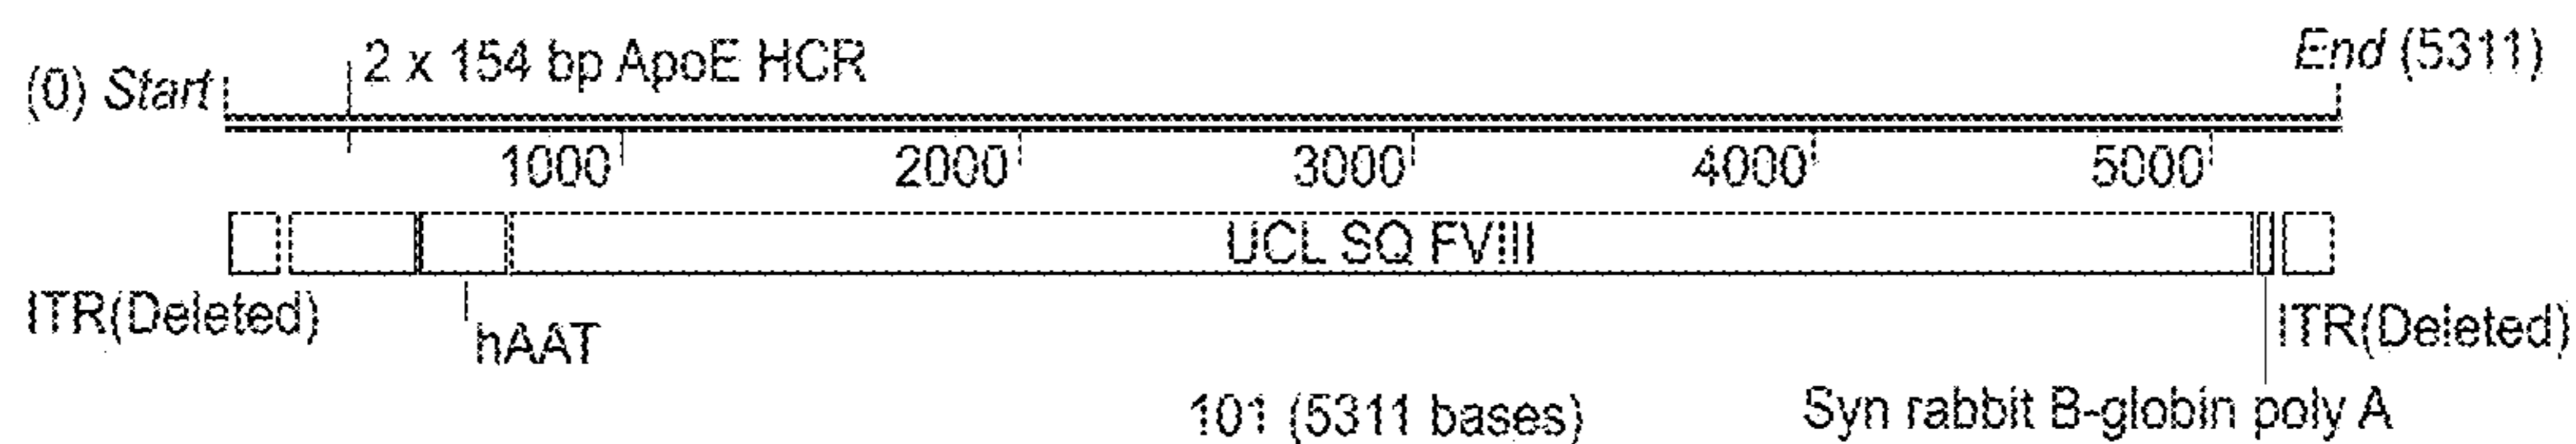 (0) Start
2 x 154 bp ApoE HCR
End (5311)
1000
2000
3000
4000
5000
UCL SQ FVIII
ITR(Deleted)
hAAT
ITR(Deleted)
101 (5311 bases)
Syn rabbit B-globin poly A